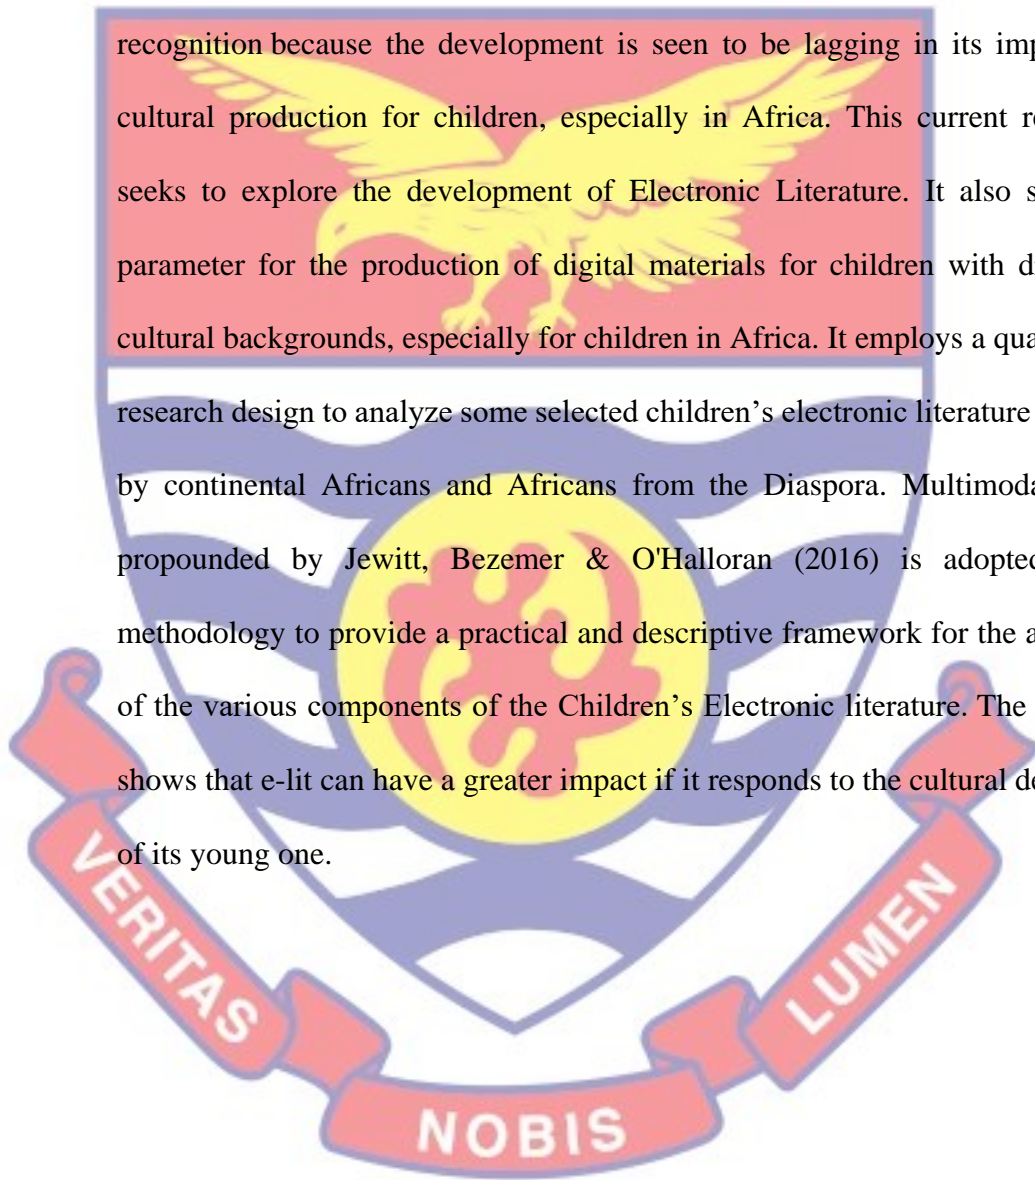 recognition because the development is seen to be lagging in its imp
cultural production for children, especially in Africa. This current re
seeks to explore the development of Electronic Literature. It also s
parameter for the production of digital materials for children with d
cultural backgrounds, especially for children in Africa. It employs a qua
research design to analyze some selected children’s electronic literature
by continental Africans and Africans from the Diaspora. Multimoda
propounded by Jewitt, Bezemer & O'Halloran (2016) is adopted
methodology to provide a practical and descriptive framework for the a
of the various components of the Children’s Electronic literature. The
shows that e-lit can have a greater impact if it responds to the cultural de
of its young one.
VERITAS
NOBIS
LUMEN